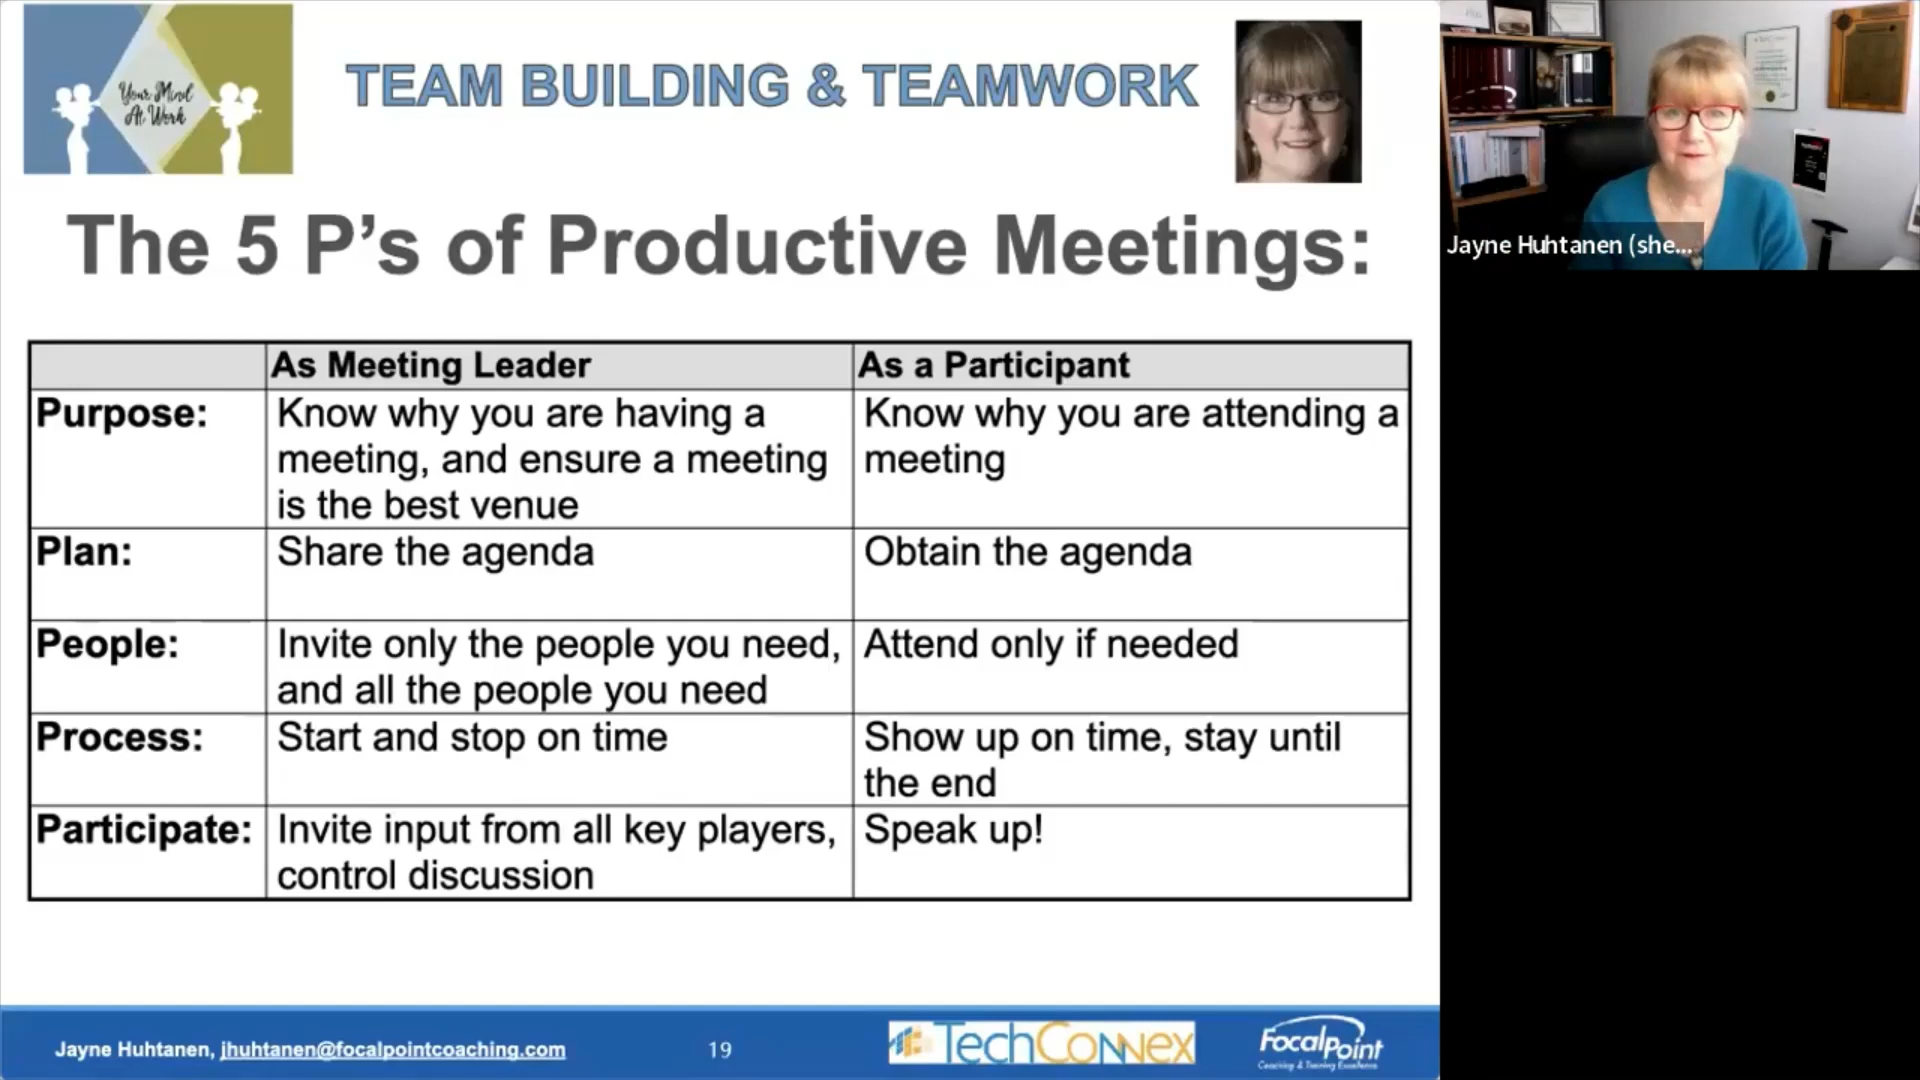 Your Mind
At Work
TEAM BUILDING & TEAMWORK
The 5 P’s of Productive Meetings:
As Meeting Leader
As a Participant
Purpose:
Know why you are having a
meeting, and ensure a meeting
is the best venue
Know why you are attending a
meeting
Plan:
Share the agenda
Obtain the agenda
People:
Invite only the people you need,
and all the people you need
Attend only if needed
Process:
Start and stop on time
Show up on time, stay until
the end
Participate:
Invite input from all key players,
control discussion
Speak up!
Jayne Huhtanen, jhuhtanen@focalpointcoaching.com
19
TechConnex
FocalPoint
Coaching & Training Excellence
Jayne Huhtanen (she...